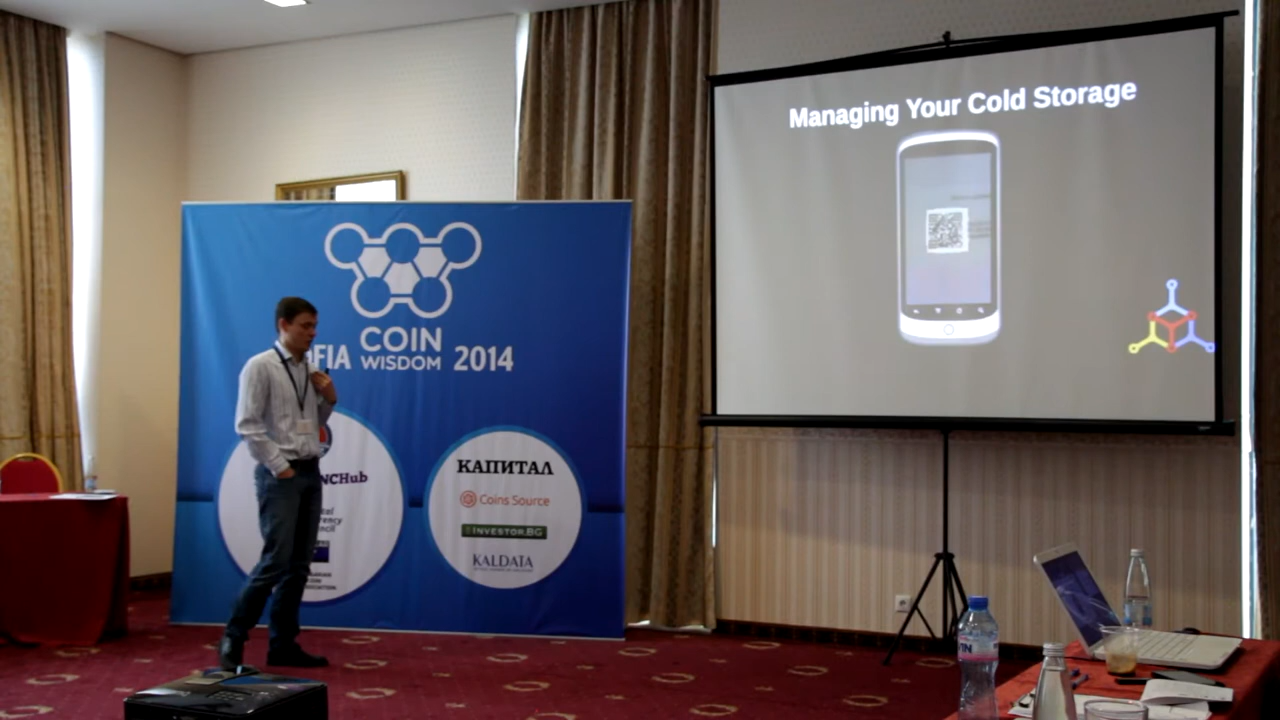 Managing Your Cold Storage
COIN
FIA WISDOM 2014
NCHub
КАПИТАЛ
Coins Source
INVESTOR.BG
KALDATA